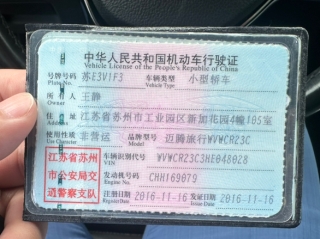 中华人民共和国机动车行驶证
Vehicle License of the People's Republic of China
号牌号码 苏E3V1F3 车辆类型 小型轿车
Plate No. Vehicle Type
所有人 王静
Owner
住址 江苏省苏州市工业园区新加花园4幢105室
Address
使用性质 非营运 品牌型号 迈腾旅行WVWCR23C
Use Character Model
江苏省苏州市公安局交通警察支队
车辆识别代号 WVWCR23C3HE048028
VIN
发动机号码 CHH169079
Engine No.
注册日期 2016-11-16 发证日期 2016-11-16
Register Date Issue Date